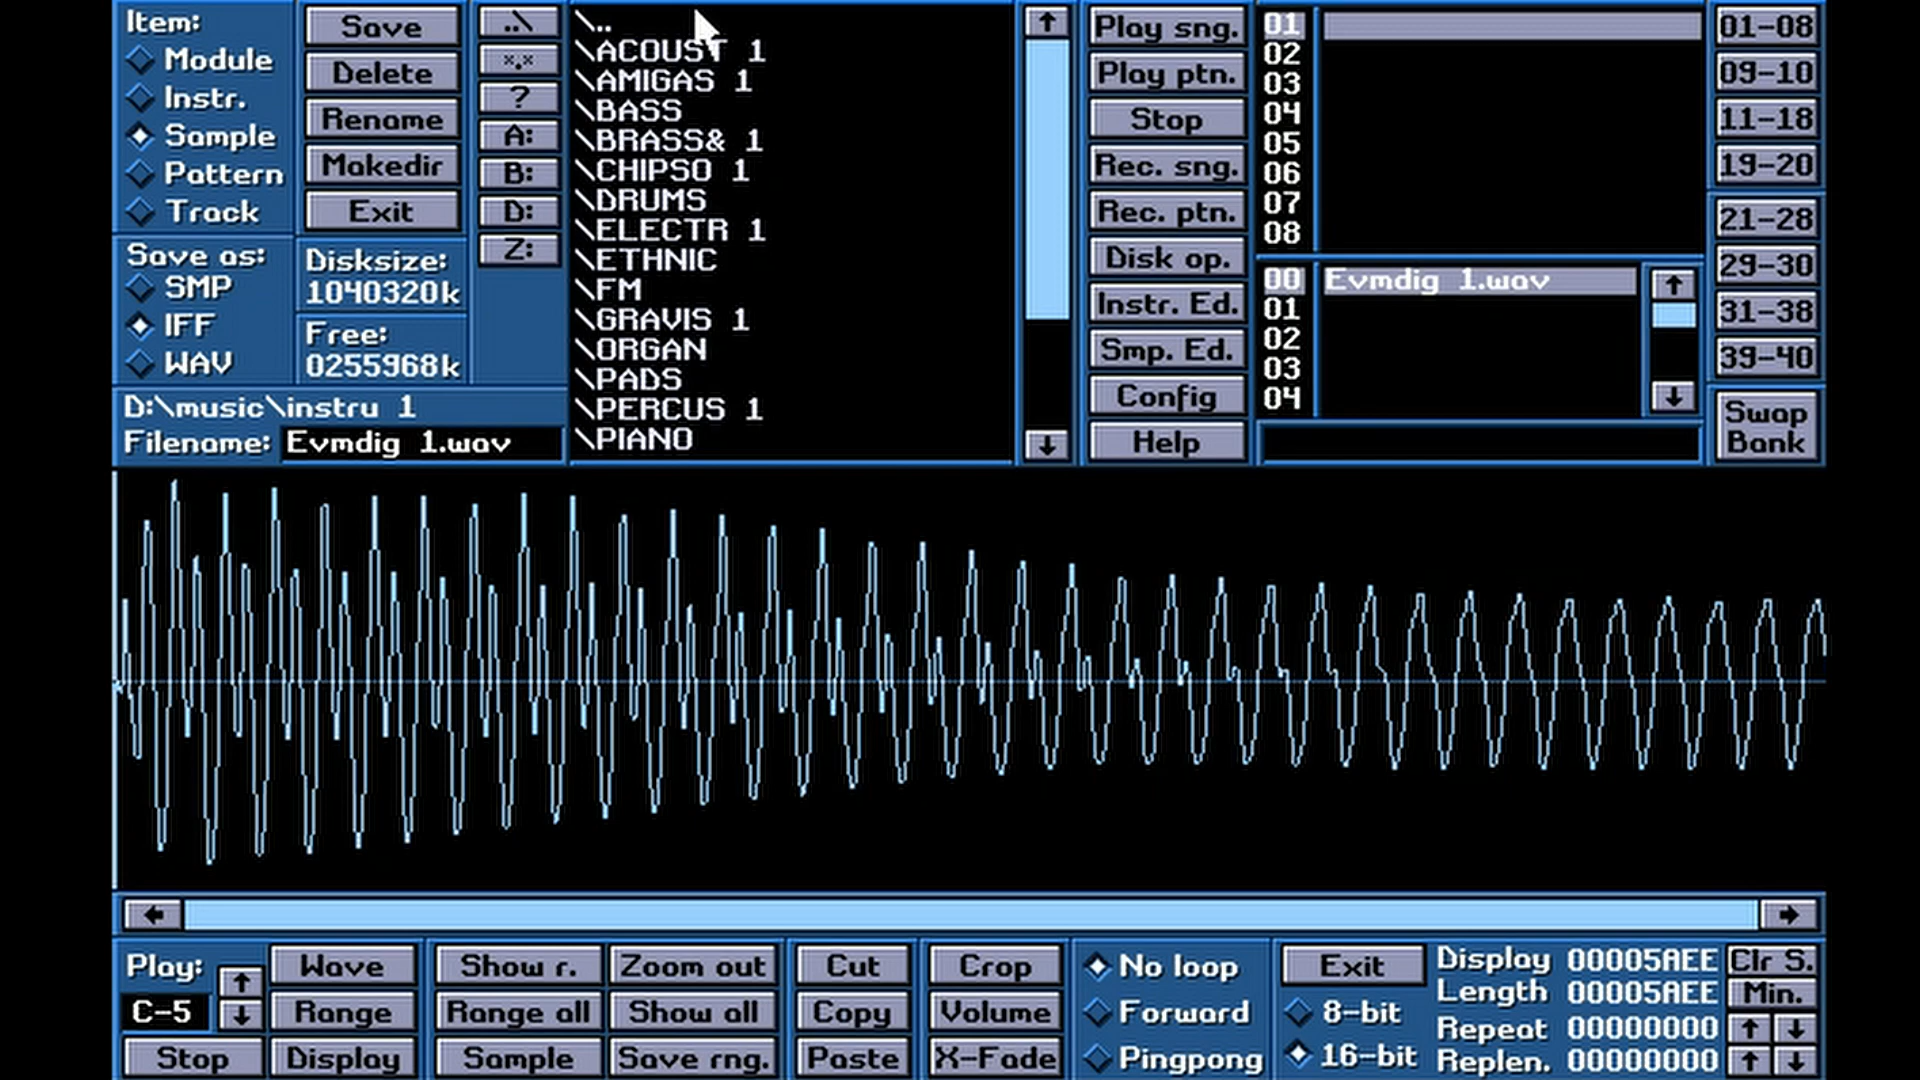 Item:
Module
Instr.
Sample
Pattern
Track
Save as:
SMP
IFF
WAV
Save
Delete
Rename
Makedir
Exit
Disksize:
1040320k
Free:
0255968k
D:\music\instru 1
Filename: Evmdig 1.wav
..\
*.*
?
A:
B:
D:
Z:
\..
\ACOUST 1
\AMIGAS 1
\BASS
\BRASS& 1
\CHIPSO 1
\DRUMS
\ELECTR 1
\ETHNIC
\FM
\GRAVIS 1
\ORGAN
\PADS
\PERCUS 1
\PIANO
Play sng.
Play ptn.
Stop
Rec. sng.
Rec. ptn.
Disk op.
Instr. Ed.
Smp. Ed.
Config
Help
01
02
03
04
05
06
07
08
00 Evmdig 1.wav
01
02
03
04
01-08
09-10
11-18
19-20
21-28
29-30
31-38
39-40
Swap
Bank
Play:
C-5
Stop
Wave
Range
Display
Show r.
Range all
Sample
Zoom out
Show all
Save rng.
Cut
Copy
Paste
Crop
Volume
X-Fade
No loop
Forward
Pingpong
Exit
8-bit
16-bit
Display 00005AEE
Length 00005AEE
Repeat 00000000
Replen. 00000000
Clr S.
Min.